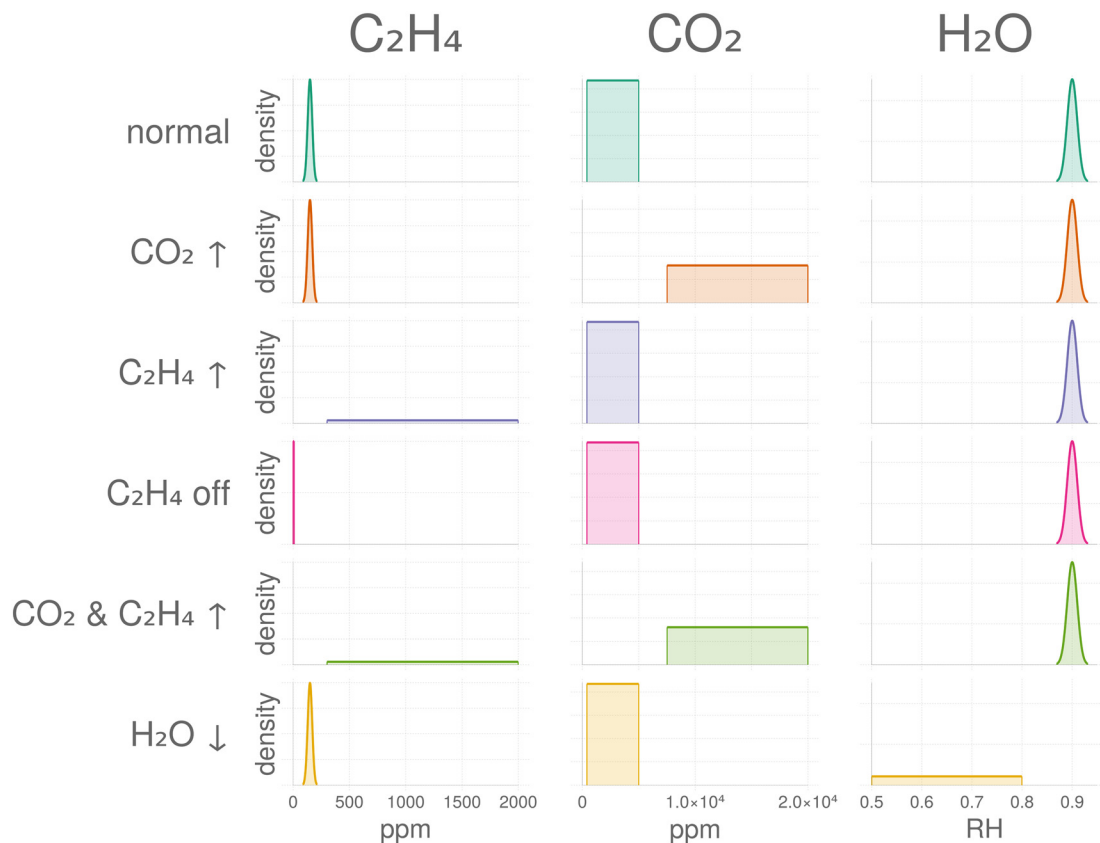 C₂H₄ CO₂ H₂O
normal density
CO₂ ↑ density
C₂H₄ ↑ density
C₂H₄ off density
CO₂ & C₂H₄ ↑ density
H₂O ↓ density
0 500 1000 1500 2000 0 1.0×10⁴ 2.0×10⁴ 0.5 0.6 0.7 0.8 0.9
ppm ppm RH